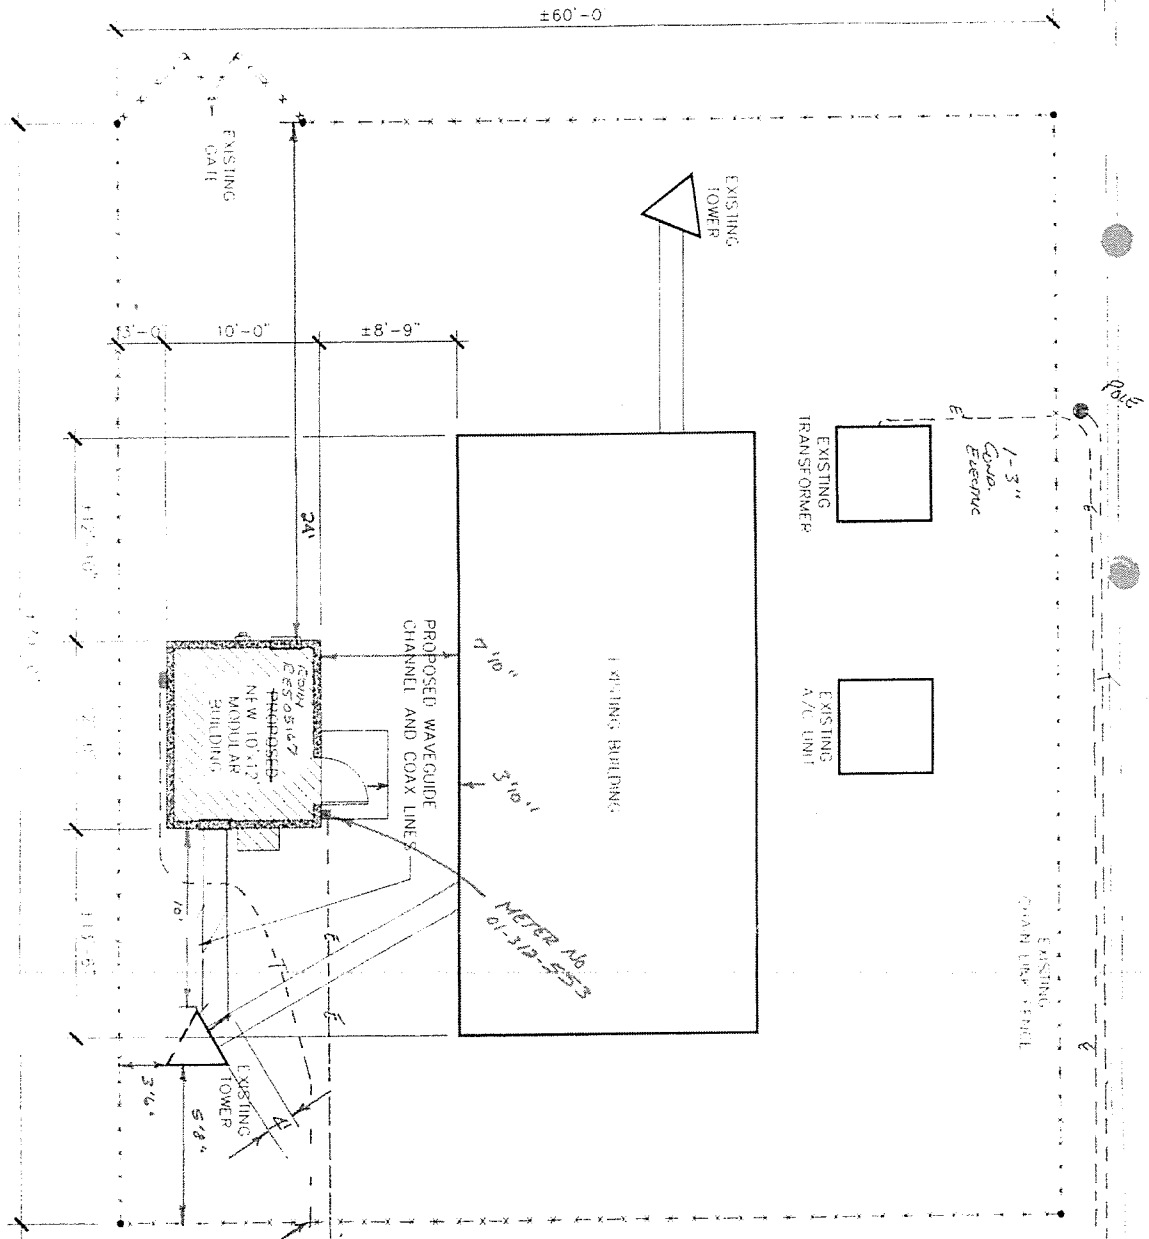 ±60'-0
EXISTING
GATE
EXISTING
TOWER
3'-0
10'-0"
±8'-9"
POLE
E
1-3"
COND.
ELECTRIC
EXISTING
TRANSFORMER
24'
PROPOSED WAVEGUIDE
CHANNEL AND COAX LINES
7'10"
EXISTING BUILDING
EXISTING
A/C UNIT
PROPOSED
NEW 10'x12'
MODULAR
BUILDING
3'10"
METER NO
01-312-553
EXISTING
CHAIN LINK FENCE
10'
E
T
E
EXISTING
TOWER
3'6"
5'8"